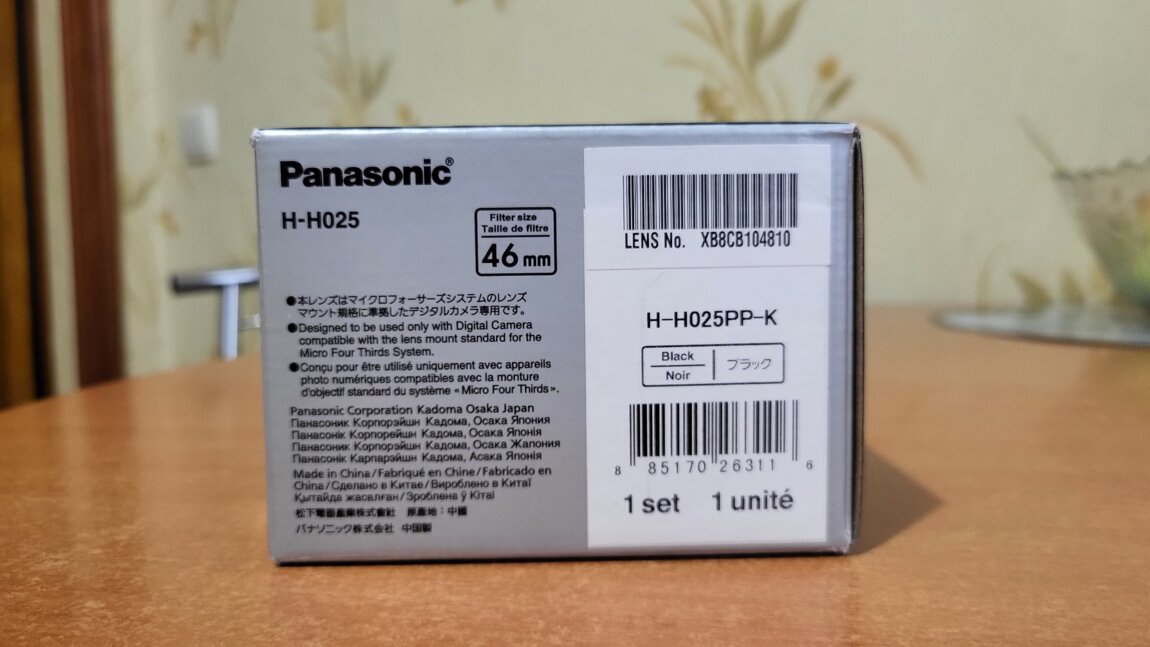 Panasonic®
H-H025
Filter size
Taille de filtre
46 mm
●本レンズはマイクロフォーサーズシステムのレンズ
マウント規格に準拠したデジタルカメラ専用です。
●Designed to be used only with Digital Camera
compatible with the lens mount standard for the
Micro Four Thirds System.
●Conçu pour être utilisé uniquement avec appareils
photo numériques compatibles avec la monture
d'objectif standard du système «Micro Four Thirds».
Panasonic Corporation Kadoma Osaka Japan
Панасоник Корпорэйшн Кадома, Осака Япония
Панасонік Корпорейшн Кадома, Осака Японія
Панасоник Корпорэйшн Кадома, Осака Жапония
Панасонік Карпарэйшн Кадома, Асака Японія
Made in China/Fabriqué en Chine/Fabricado en
China/Сделано в Китае/Вироблено в Китаї
Қытайда жасалған/Зроблена ў Кітаі
松下電器產業株式會社 原產地：中國
パナソニック株式会社 中国製
LENS No. XB8CB104810
H-H025PP-K
Black
Noir
ブラック
8 85170 26311 6
1 set 1 unité